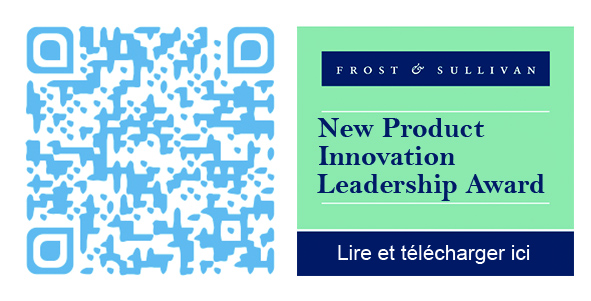 FROST & SULLIVAN
New Product
Innovation
Leadership Award
Lire et télécharger ici